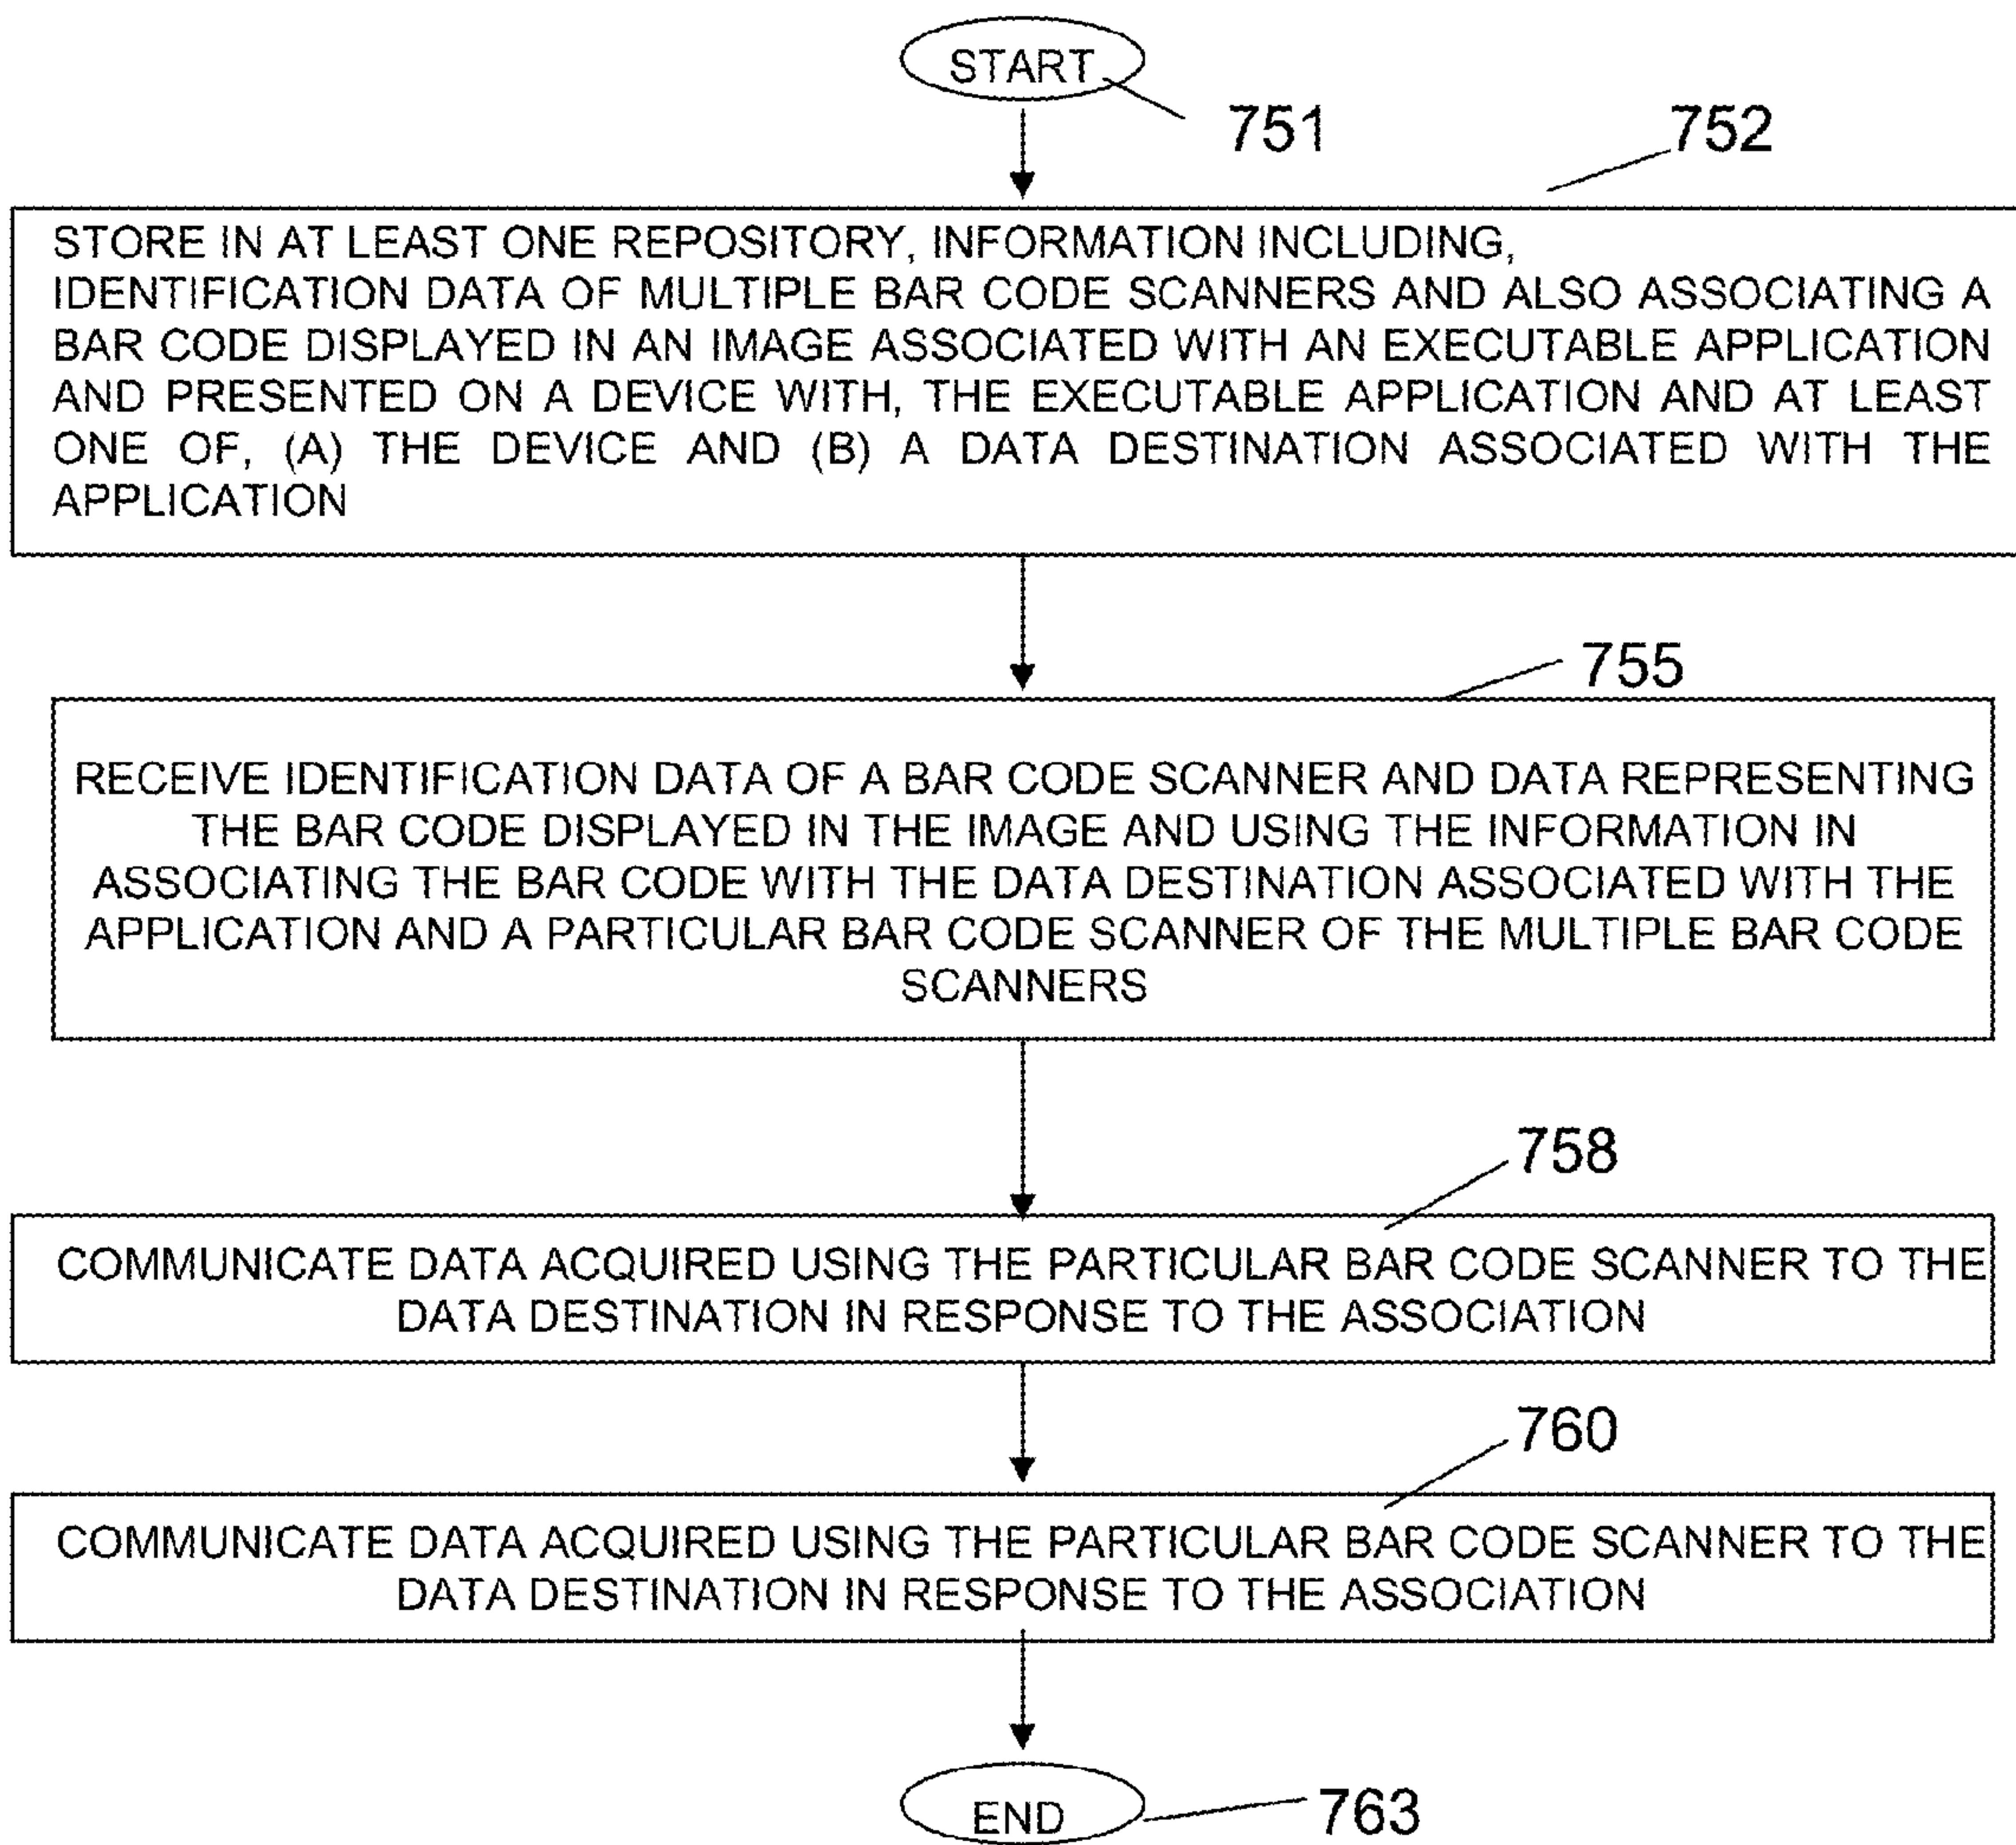 START
751
752
STORE IN AT LEAST ONE REPOSITORY, INFORMATION INCLUDING,
IDENTIFICATION DATA OF MULTIPLE BAR CODE SCANNERS AND ALSO ASSOCIATING A
BAR CODE DISPLAYED IN AN IMAGE ASSOCIATED WITH AN EXECUTABLE APPLICATION
AND PRESENTED ON A DEVICE WITH, THE EXECUTABLE APPLICATION AND AT LEAST
ONE OF, (A) THE DEVICE AND (B) A DATA DESTINATION ASSOCIATED WITH THE
APPLICATION
755
RECEIVE IDENTIFICATION DATA OF A BAR CODE SCANNER AND DATA REPRESENTING
THE BAR CODE DISPLAYED IN THE IMAGE AND USING THE INFORMATION IN
ASSOCIATING THE BAR CODE WITH THE DATA DESTINATION ASSOCIATED WITH THE
APPLICATION AND A PARTICULAR BAR CODE SCANNER OF THE MULTIPLE BAR CODE
SCANNERS
758
COMMUNICATE DATA ACQUIRED USING THE PARTICULAR BAR CODE SCANNER TO THE
DATA DESTINATION IN RESPONSE TO THE ASSOCIATION
760
COMMUNICATE DATA ACQUIRED USING THE PARTICULAR BAR CODE SCANNER TO THE
DATA DESTINATION IN RESPONSE TO THE ASSOCIATION
END
763